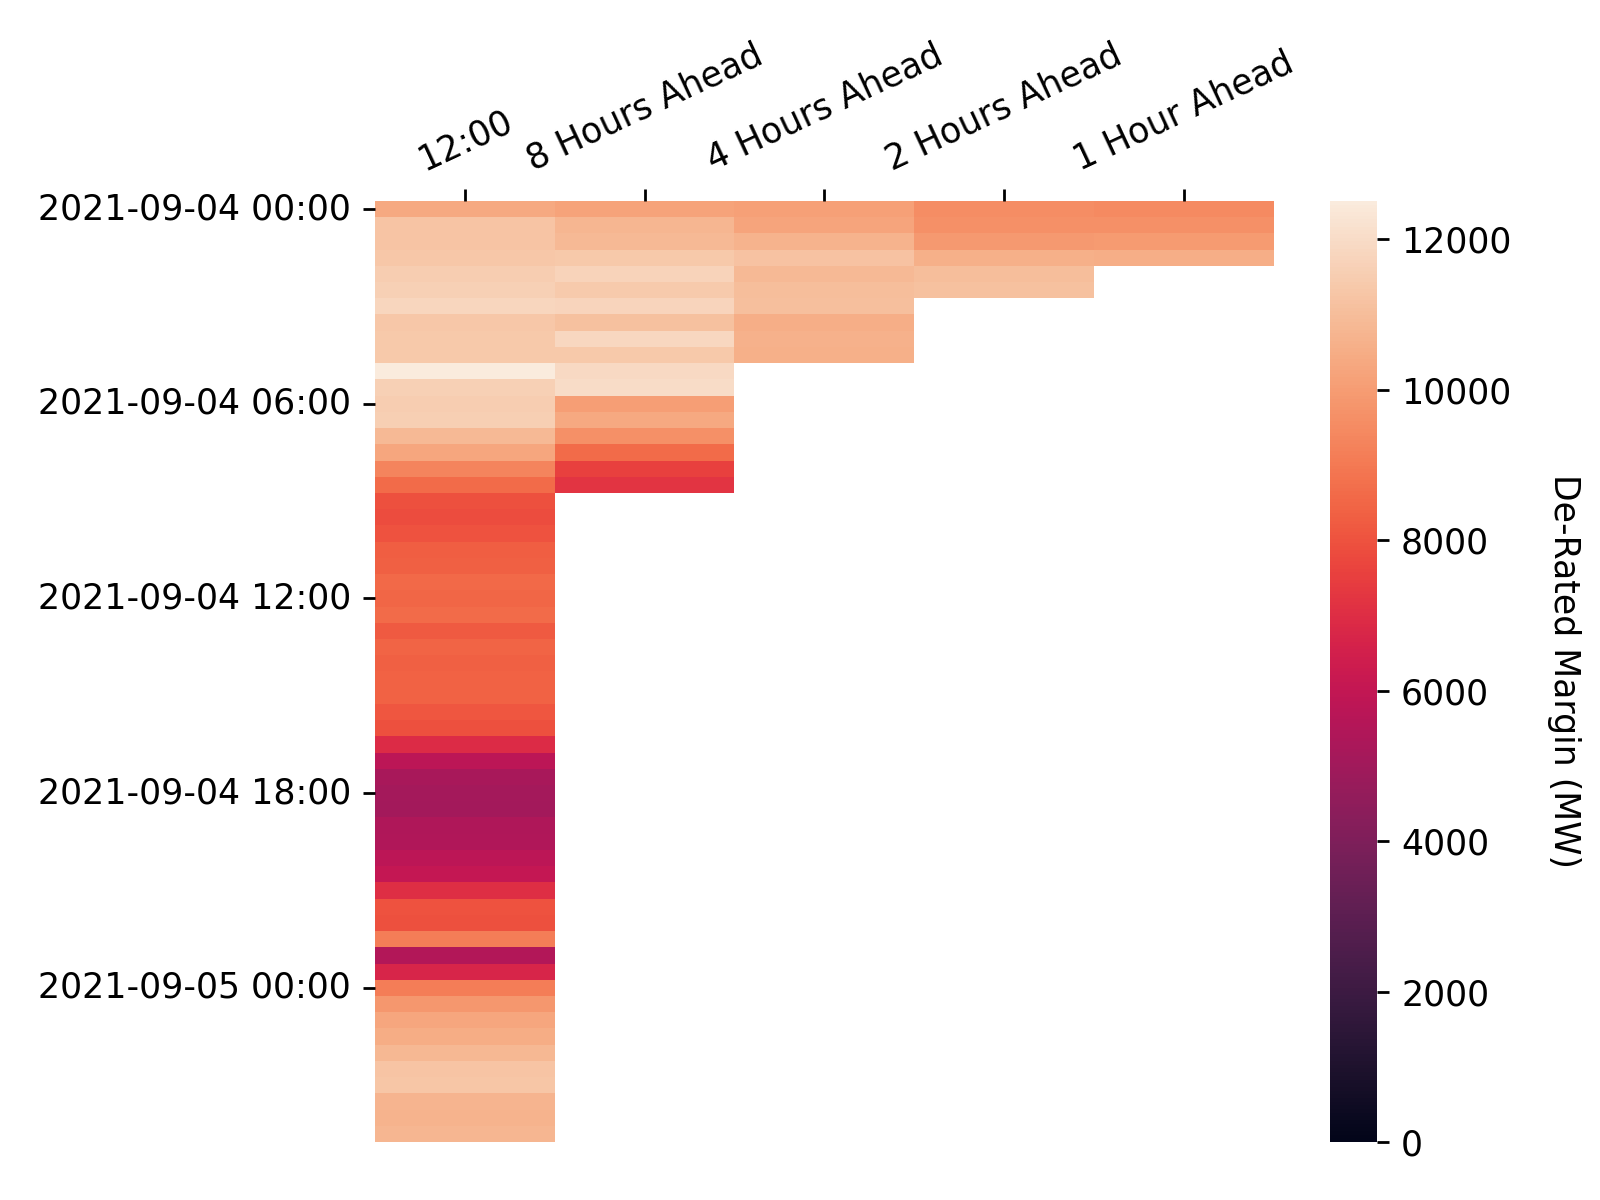 12:00
8 Hours Ahead
4 Hours Ahead
2 Hours Ahead
1 Hour Ahead
2021-09-04 00:00
2021-09-04 06:00
2021-09-04 12:00
2021-09-04 18:00
2021-09-05 00:00
12000
10000
8000
6000
4000
2000
0
De-Rated Margin (MW)